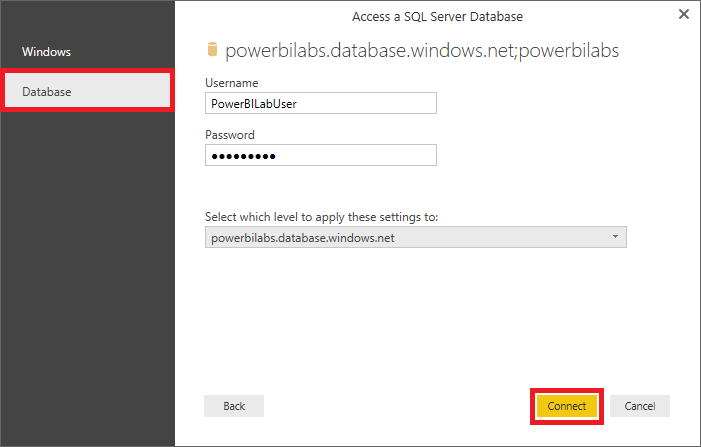 Access a SQL Server Database
Windows
Database
powerbilabs.database.windows.net;powerbilabs
Username
PowerBILabUser
Password
●●●●●●●●●
Select which level to apply these settings to:
powerbilabs.database.windows.net
Back
Connect
Cancel